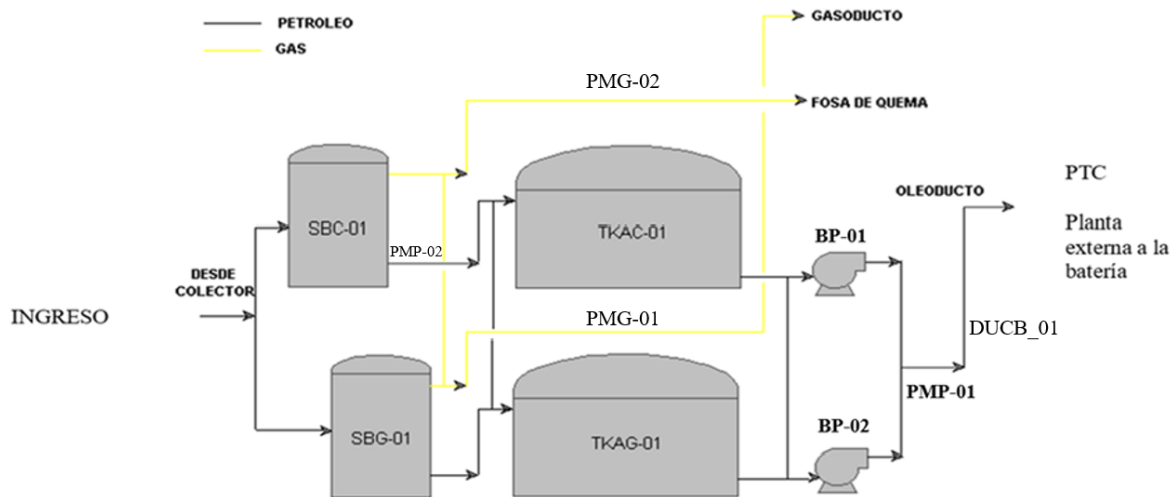 PETROLEO
GAS
GASODUCTO
PMG-02
FOSA DE QUEMA
PTC
OLEODUCTO
SBC-01
TKAC-01
Planta
externa a la
batería
BP-01
PMP-02
DESDE
COLECTOR
INGRESO
PMG-01
DUCB_01
PMP-01
SBG-01
TKAG-01
BP-02